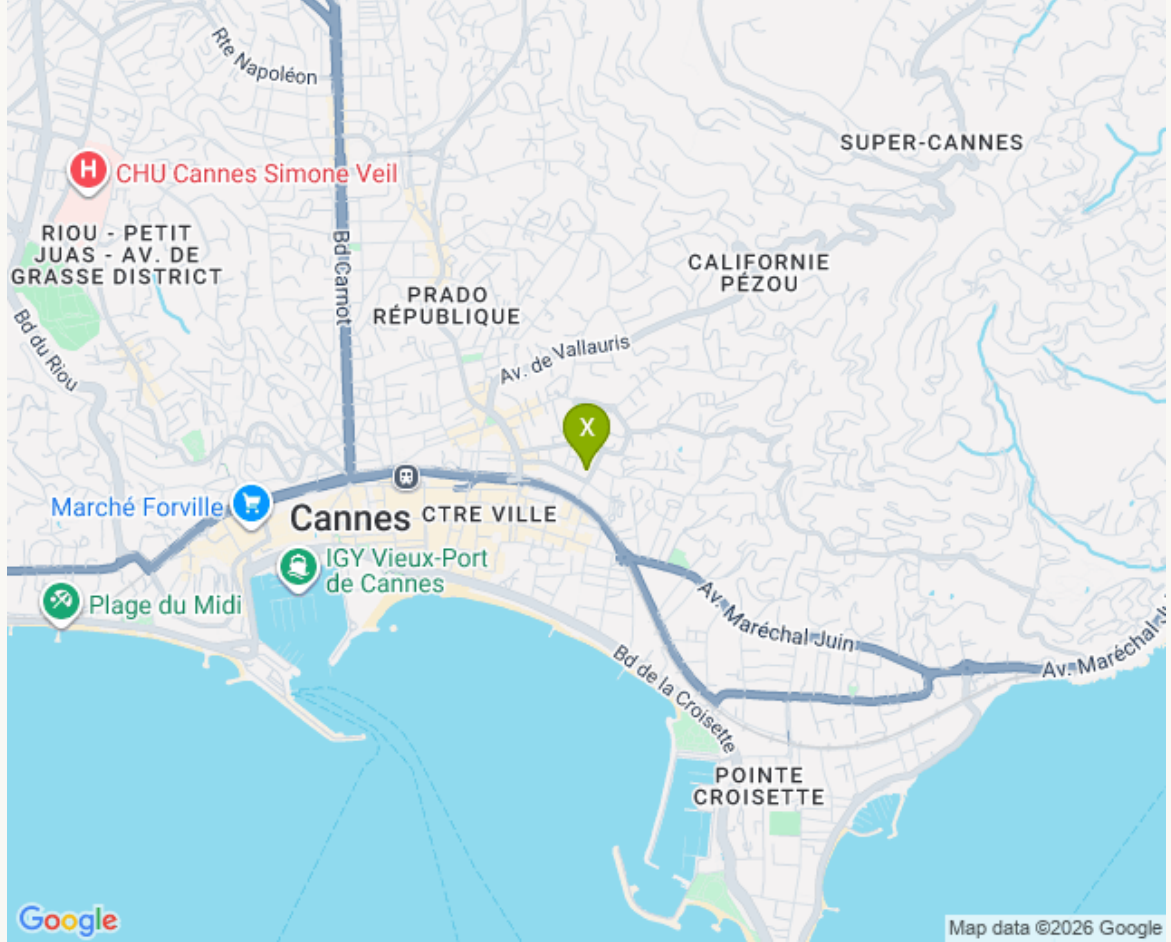 Rte Napoléon
SUPER-CANNES
H
CHU Cannes Simone Veil
RIOU - PETIT
JUAS - AV. DE
GRASSE DISTRICT
Bd Carnot
CALIFORNIE
PÉZOU
PRADO
RÉPUBLIQUE
Bd du Riou
Av. de Vallauris
X
Marché Forville
Cannes
CTRE VILLE
IGY Vieux-Port
de Cannes
Plage du Midi
Av. Maréchal Juin
Av. Maréchal Ju
Bd de la Croisette
POINTE
CROISETTE
Google
Map data ©2026 Google